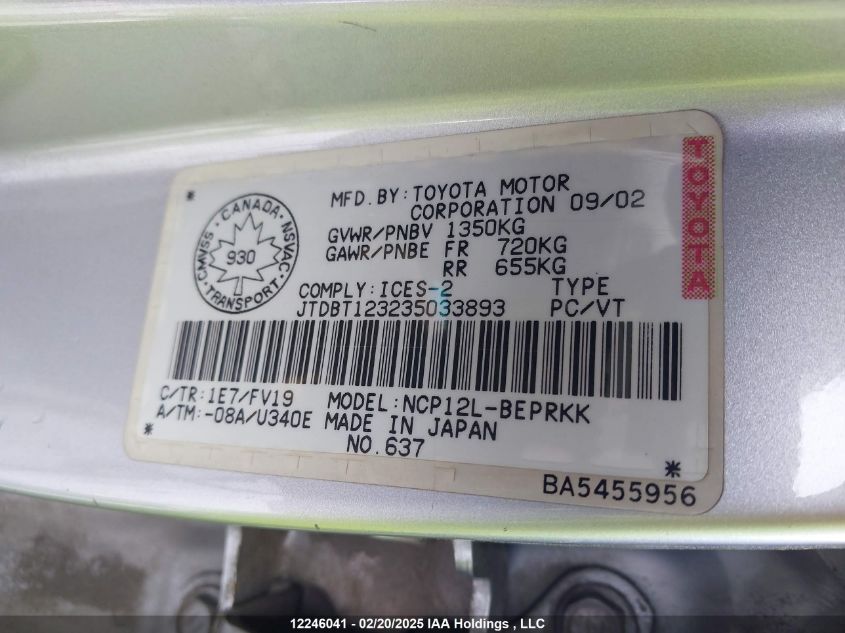 MFD.BY:TOYOTA MOTOR
CORPORATION 09/02
GVWR/PNBV 1350KG
GAWR/PNBE FR 720KG
RR 655KG
COMPLY:ICES-2 TYPE
JTDBT123235033893 PC/VT
CANADA
CMVSS NSVAC
930
TRANSPORT
TOYOTA
C/TR:1E7/FV19 MODEL:NCP12L-BEPRKK
A/TM:-08A/U340E MADE IN JAPAN
NO.637
BA5455956
12246041 - 02/20/2025 IAA Holdings , LLC